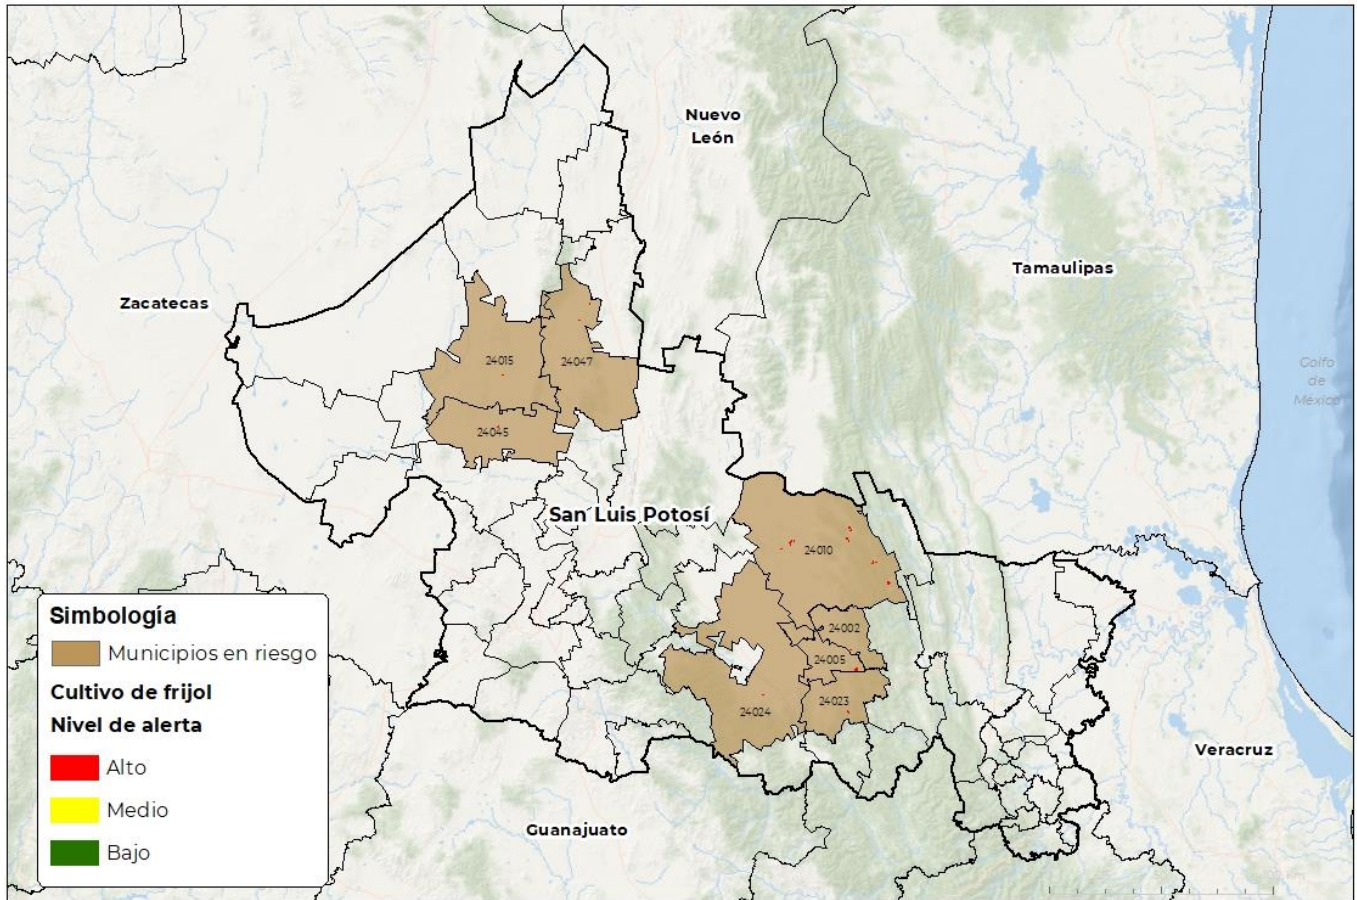 Nuevo
León
Tamaulipas
Zacatecas
Golfo
de
México
24015
24047
24045
San Luis Potosí
24010
24002
24005
24023
24024
Veracruz
Guanajuato
Simbología
Municipios en riesgo
Cultivo de frijol
Nivel de alerta
Alto
Medio
Bajo